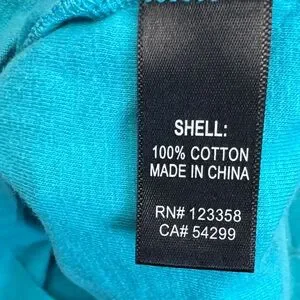 SHELL:
100% COTTON
MADE IN CHINA
RN# 123358
CA# 54299